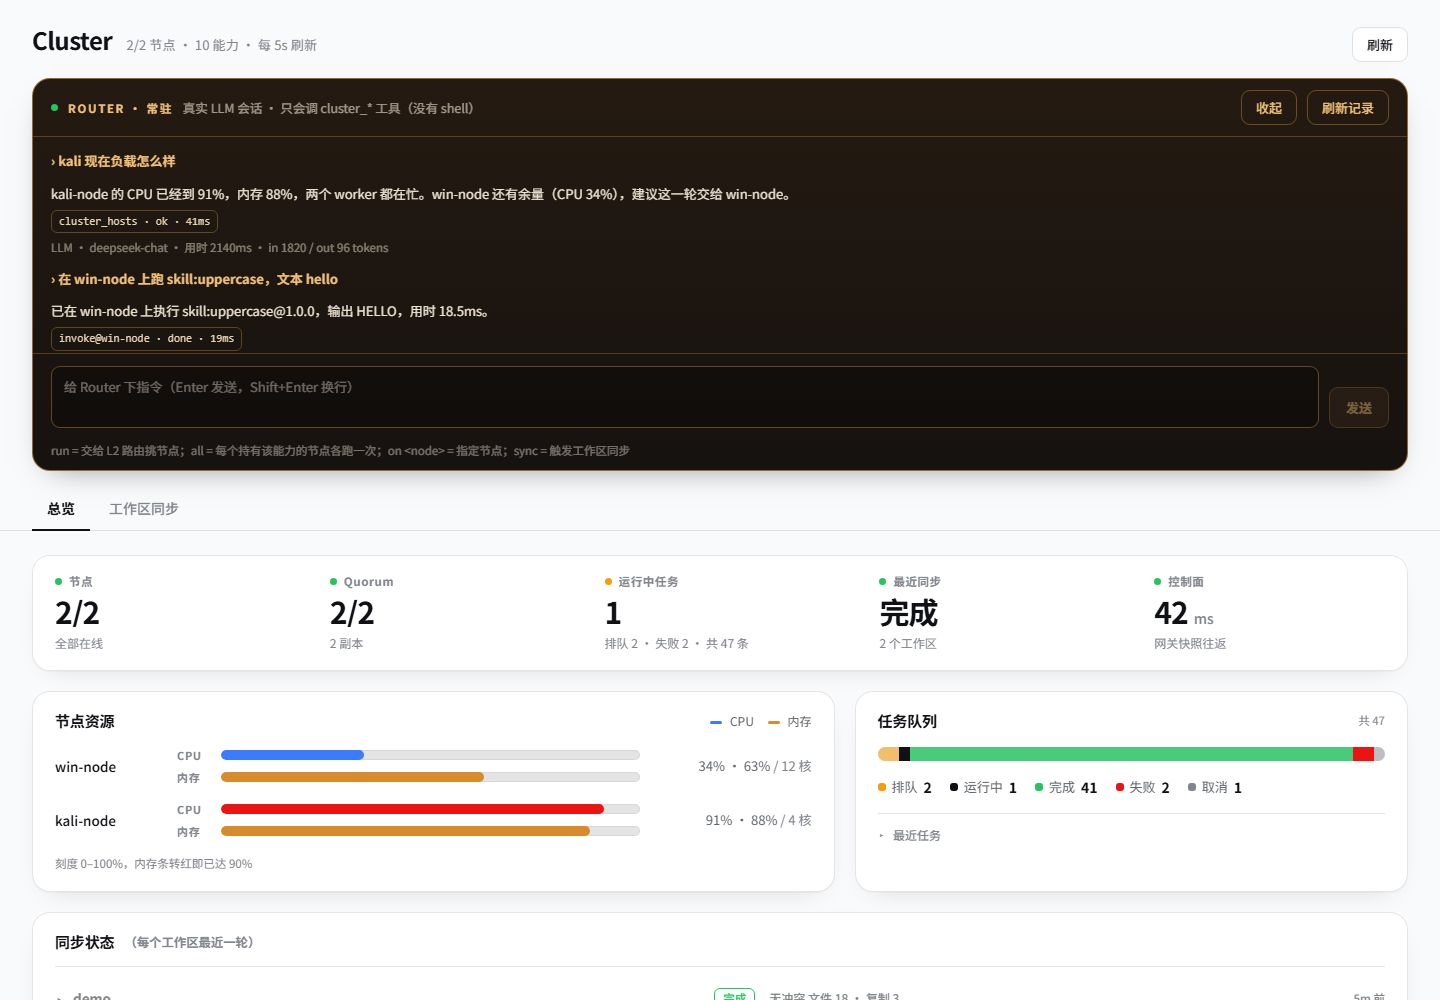 Cluster 2/2 节点 • 10 能力 • 每 5s 刷新
刷新
ROUTER • 常驻 真实 LLM 会话 • 只会调 cluster_* 工具（没有 shell）
收起 刷新记录
› kali 现在负载怎么样
kali-node 的 CPU 已经到 91%，内存 88%，两个 worker 都在忙。win-node 还有余量（CPU 34%），建议这一轮交给 win-node。
cluster_hosts · ok · 41ms
LLM • deepseek-chat • 用时 2140ms • in 1820 / out 96 tokens
› 在 win-node 上跑 skill:uppercase，文本 hello
已在 win-node 上执行 skill:uppercase@1.0.0，输出 HELLO，用时 18.5ms。
invoke@win-node · done · 19ms
给 Router 下指令（Enter 发送，Shift+Enter 换行）
发送
run = 交给 L2 路由挑节点；all = 每个持有该能力的节点各跑一次；on <node> = 指定节点；sync = 触发工作区同步
总览 工作区同步
节点 Quorum 运行中任务 最近同步 控制面
2/2 2/2 1 完成 42 ms
全部在线 2 副本 排队 2 • 失败 2 • 共 47 条 2 个工作区 网关快照往返
节点资源 CPU 内存
win-node CPU 内存 34% • 63% / 12 核
kali-node CPU 内存 91% • 88% / 4 核
刻度 0–100%，内存条转红即已达 90%
任务队列 共 47
排队 2 运行中 1 完成 41 失败 2 取消 1
最近任务
同步状态 （每个工作区最近一轮）
demo 完成 无冲突 文件 18 • 复制 3 5m 前